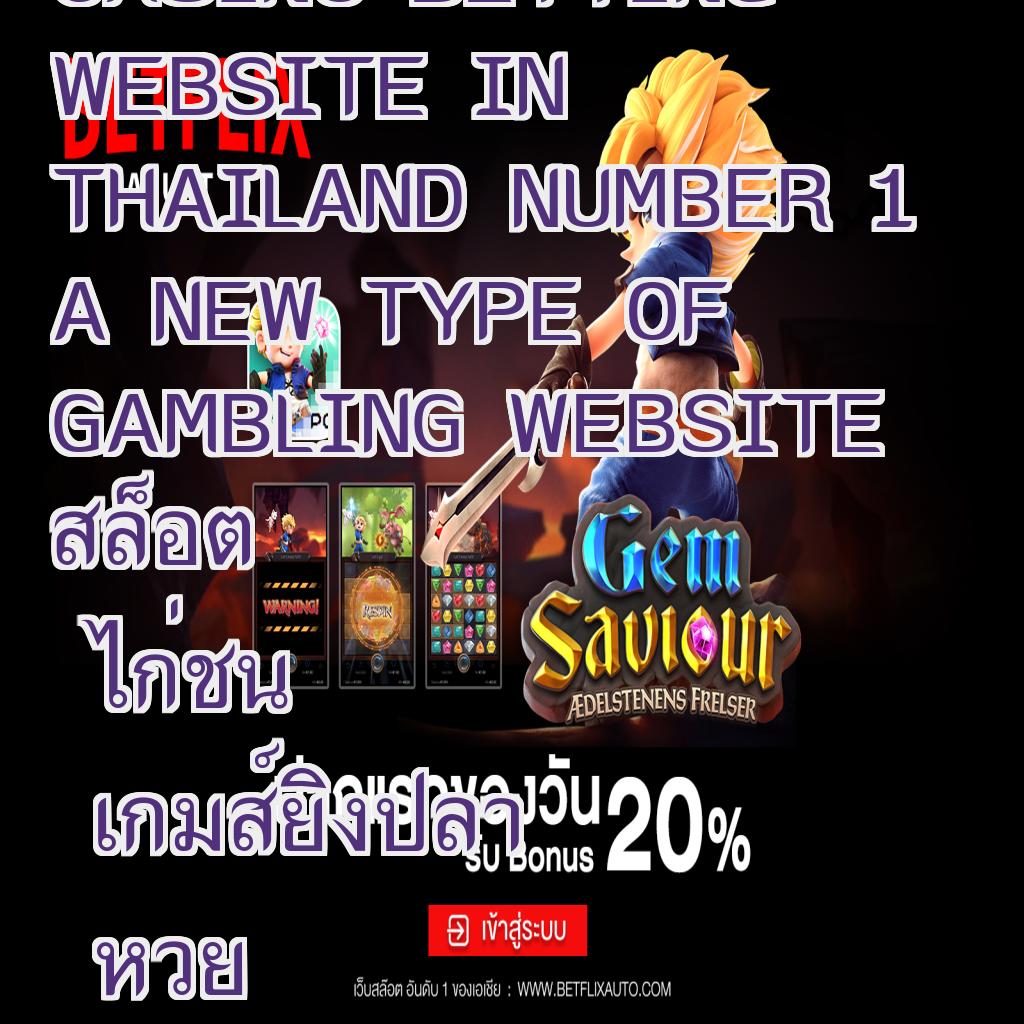 CASINO BETTING
WEBSITE IN
BETFLIX
THAILAND NUMBER 1
A NEW TYPE OF
GAMBLING WEBSITE
สล็อต
ไก่ชน
WARNING!
Gem
Saviour
ÆDELSTENENS FRELSER
เกมส์ยิงปลา
20%
รับ Bonus
เข้าสู่ระบบ
หวย
เว็บสล๊อต อันดับ 1 ของเอเชีย : WWW.BETFLIXAUTO.COM